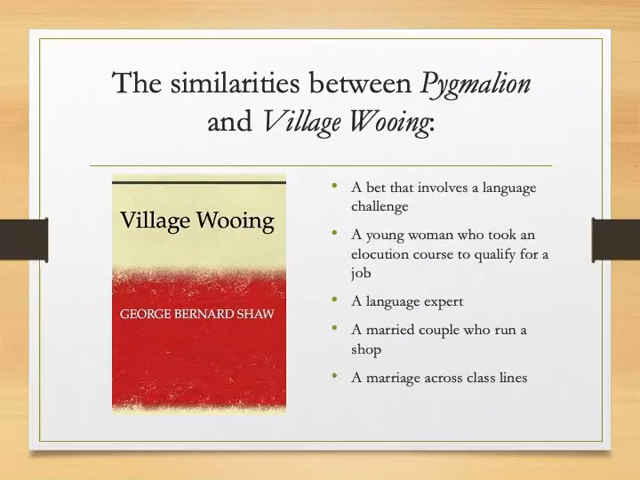 The similarities between Pygmalion
and Village Wooing:
Village Wooing
GEORGE BERNARD SHAW
• A bet that involves a language
challenge
• A young woman who took an
elocution course to qualify for a
job
• A language expert
• A married couple who run a
shop
• A marriage across class lines